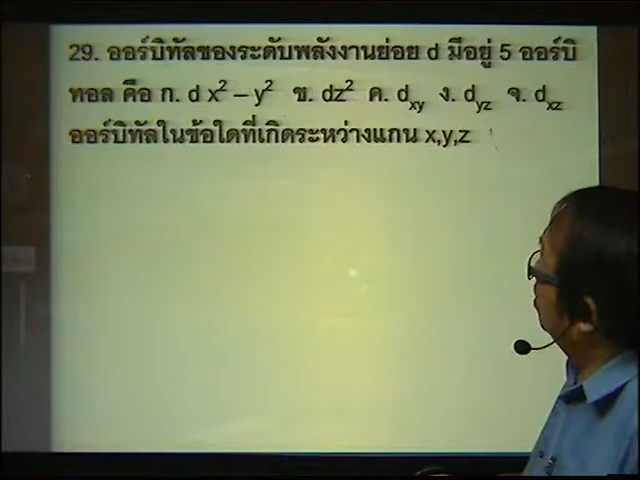 29. ออร์บิทัลของระดับพลังงานย่อย d มีอยู่ 5 ออร์บิ
ทอล คือ ก. d x² – y² ข. dz² ค. dxy ง. dyz จ. dxz
ออร์บิทัลในข้อใดที่เกิดระหว่างแกน x,y,z